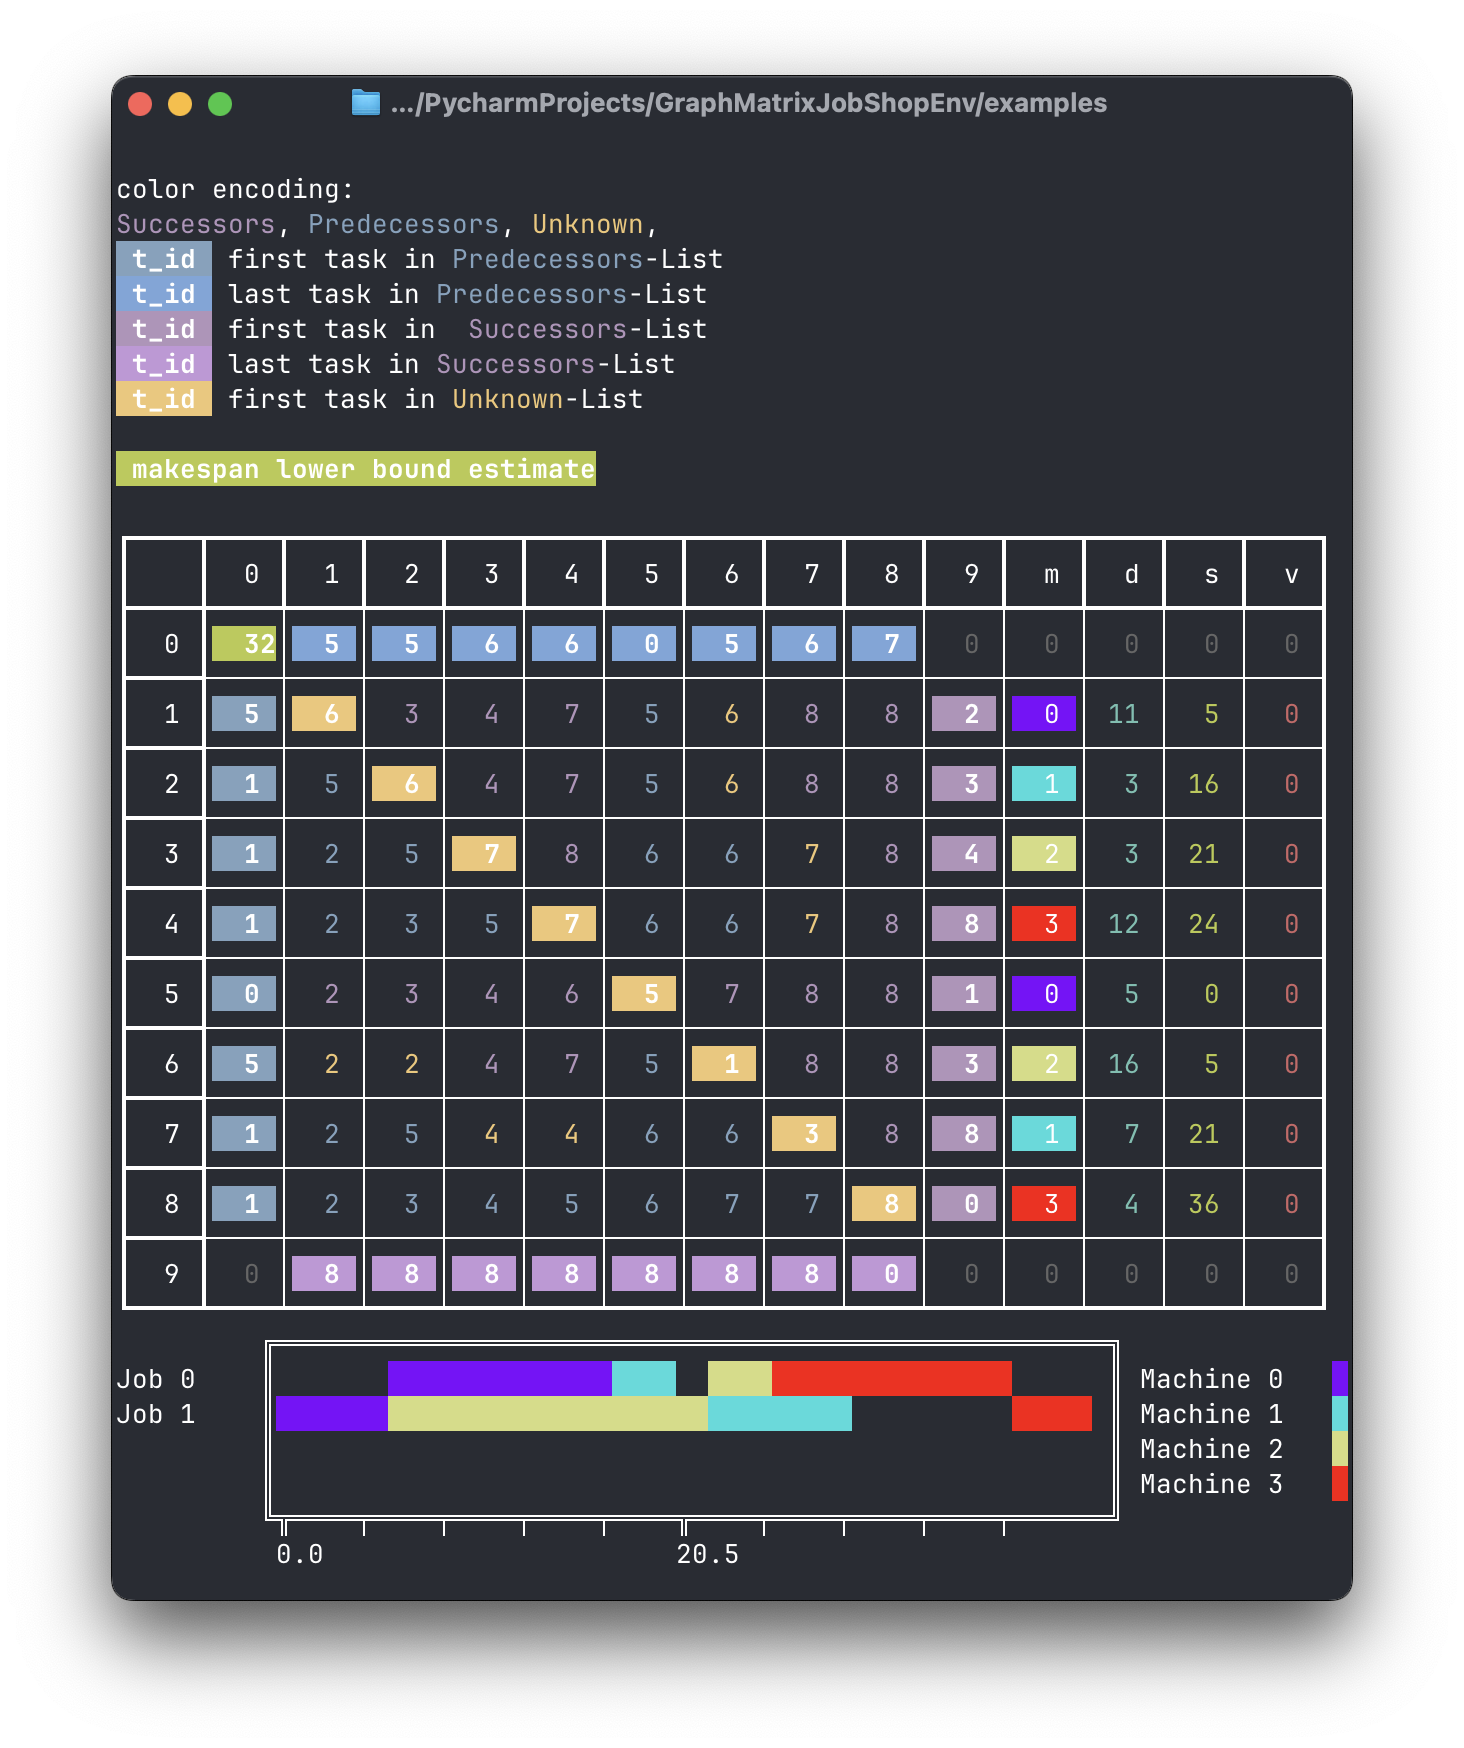 .../PycharmProjects/GraphMatrixJobShopEnv/examples
color encoding:
Successors, Predecessors, Unknown,
t_id first task in Predecessors-List
t_id last task in Predecessors-List
t_id first task in  Successors-List
t_id last task in Successors-List
t_id first task in Unknown-List
makespan lower bound estimate
0 1 2 3 4 5 6 7 8 9 m d s v
0 32 5 5 6 6 0 5 6 7 0 0 0 0 0
1 5 6 3 4 7 5 6 8 8 2 0 11 5 0
2 1 5 6 4 7 5 6 8 8 3 1 3 16 0
3 1 2 5 7 8 6 6 7 8 4 2 3 21 0
4 1 2 3 5 7 6 6 7 8 8 3 12 24 0
5 0 2 3 4 6 5 7 8 8 1 0 5 0 0
6 5 2 2 4 7 5 1 8 8 3 2 16 5 0
7 1 2 5 4 4 6 6 3 8 8 1 7 21 0
8 1 2 3 4 5 6 7 7 8 0 3 4 36 0
9 0 8 8 8 8 8 8 8 0 0 0 0 0 0
Job 0 Machine 0
Job 1 Machine 1
Machine 2
Machine 3
0.0 20.5